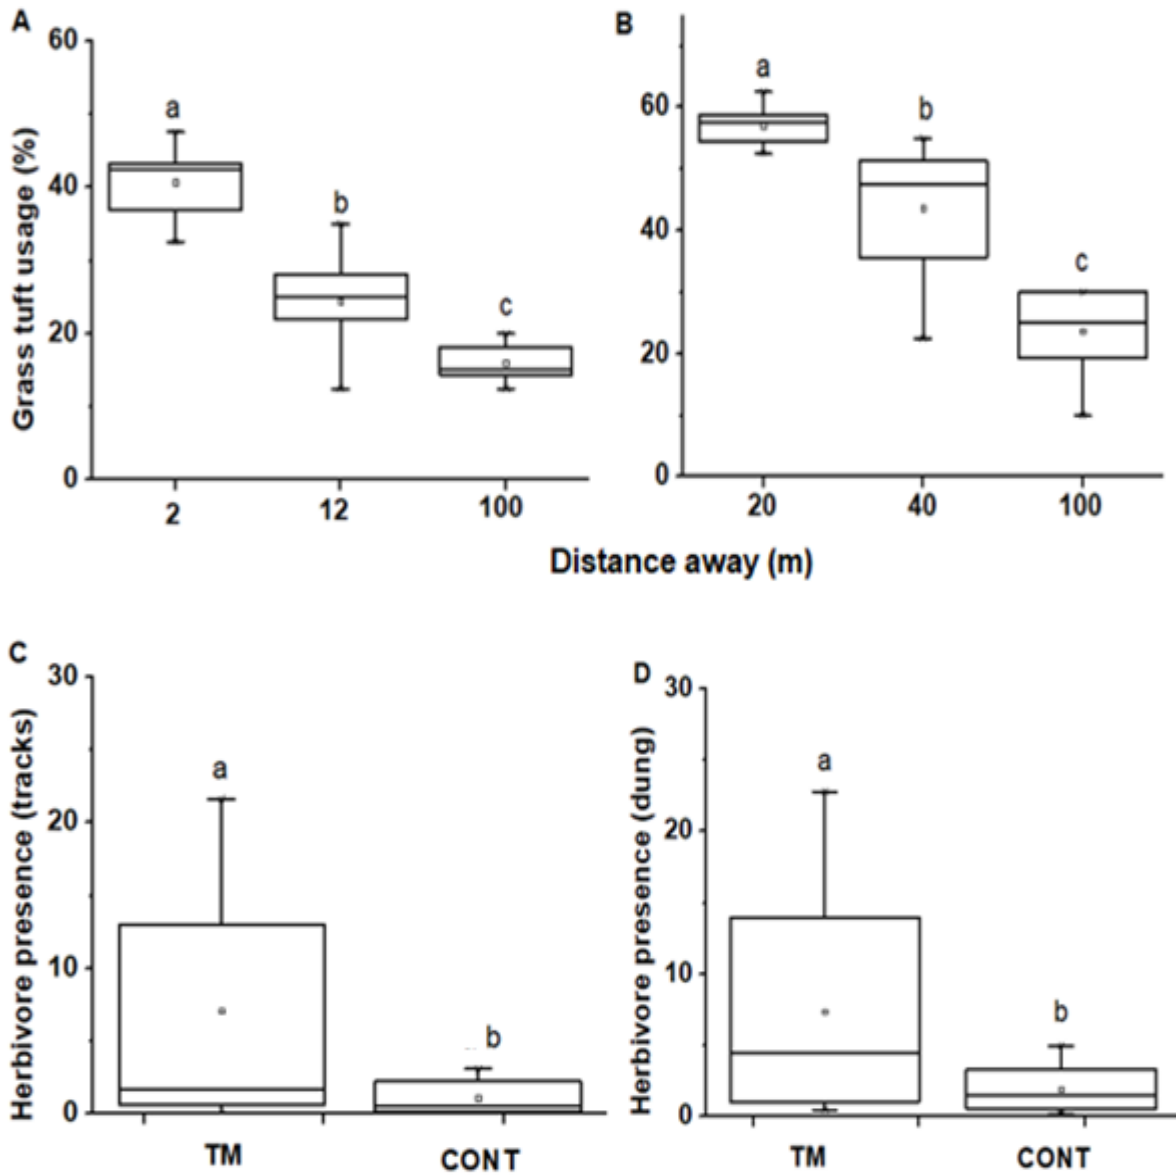 A
Grass tuft usage (%)
60
40
20
0
a
b
c
2 12 100
B
60
40
20
0
a
b
c
20 40 100
Distance away (m)
C
Herbivore presence (tracks)
30
20
10
0
a
b
TM CONT
D
Herbivore presence (dung)
30
20
10
0
a
b
TM CONT